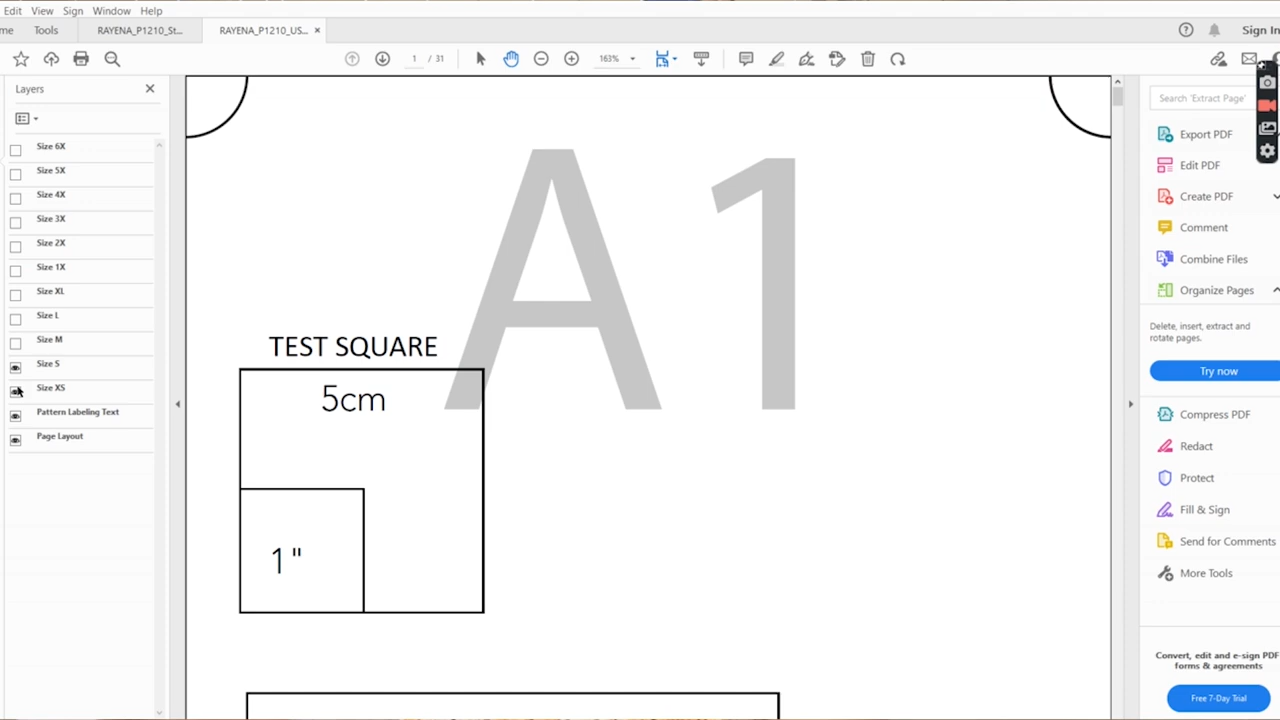 Edit View Sign Window Help
me Tools RAYENA_P1210_St... RAYENA_P1210_US... ×
Sign In
1 / 31 163%
Layers
Size 6X
Size 5X
Size 4X
Size 3X
Size 2X
Size 1X
Size XL
Size L
Size M
Size S
Size XS
Pattern Labeling Text
Page Layout
A1
TEST SQUARE
5cm
1"
Search 'Extract Page'
Export PDF
Edit PDF
Create PDF
Comment
Combine Files
Organize Pages
Delete, insert, extract and
rotate pages.
Try now
Compress PDF
Redact
Protect
Fill & Sign
Send for Comments
More Tools
Convert, edit and e-sign PDF
forms & agreements
Free 7-Day Trial